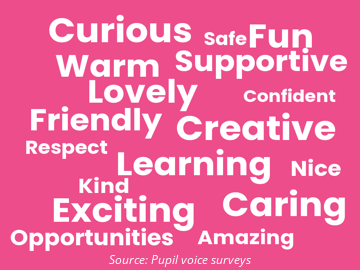 Curious
Safe
Fun
Warm
Supportive
Lovely
Confident
Friendly
Creative
Respect
Learning
Nice
Kind
Exciting
Caring
Opportunities
Amazing
Source: Pupil voice surveys